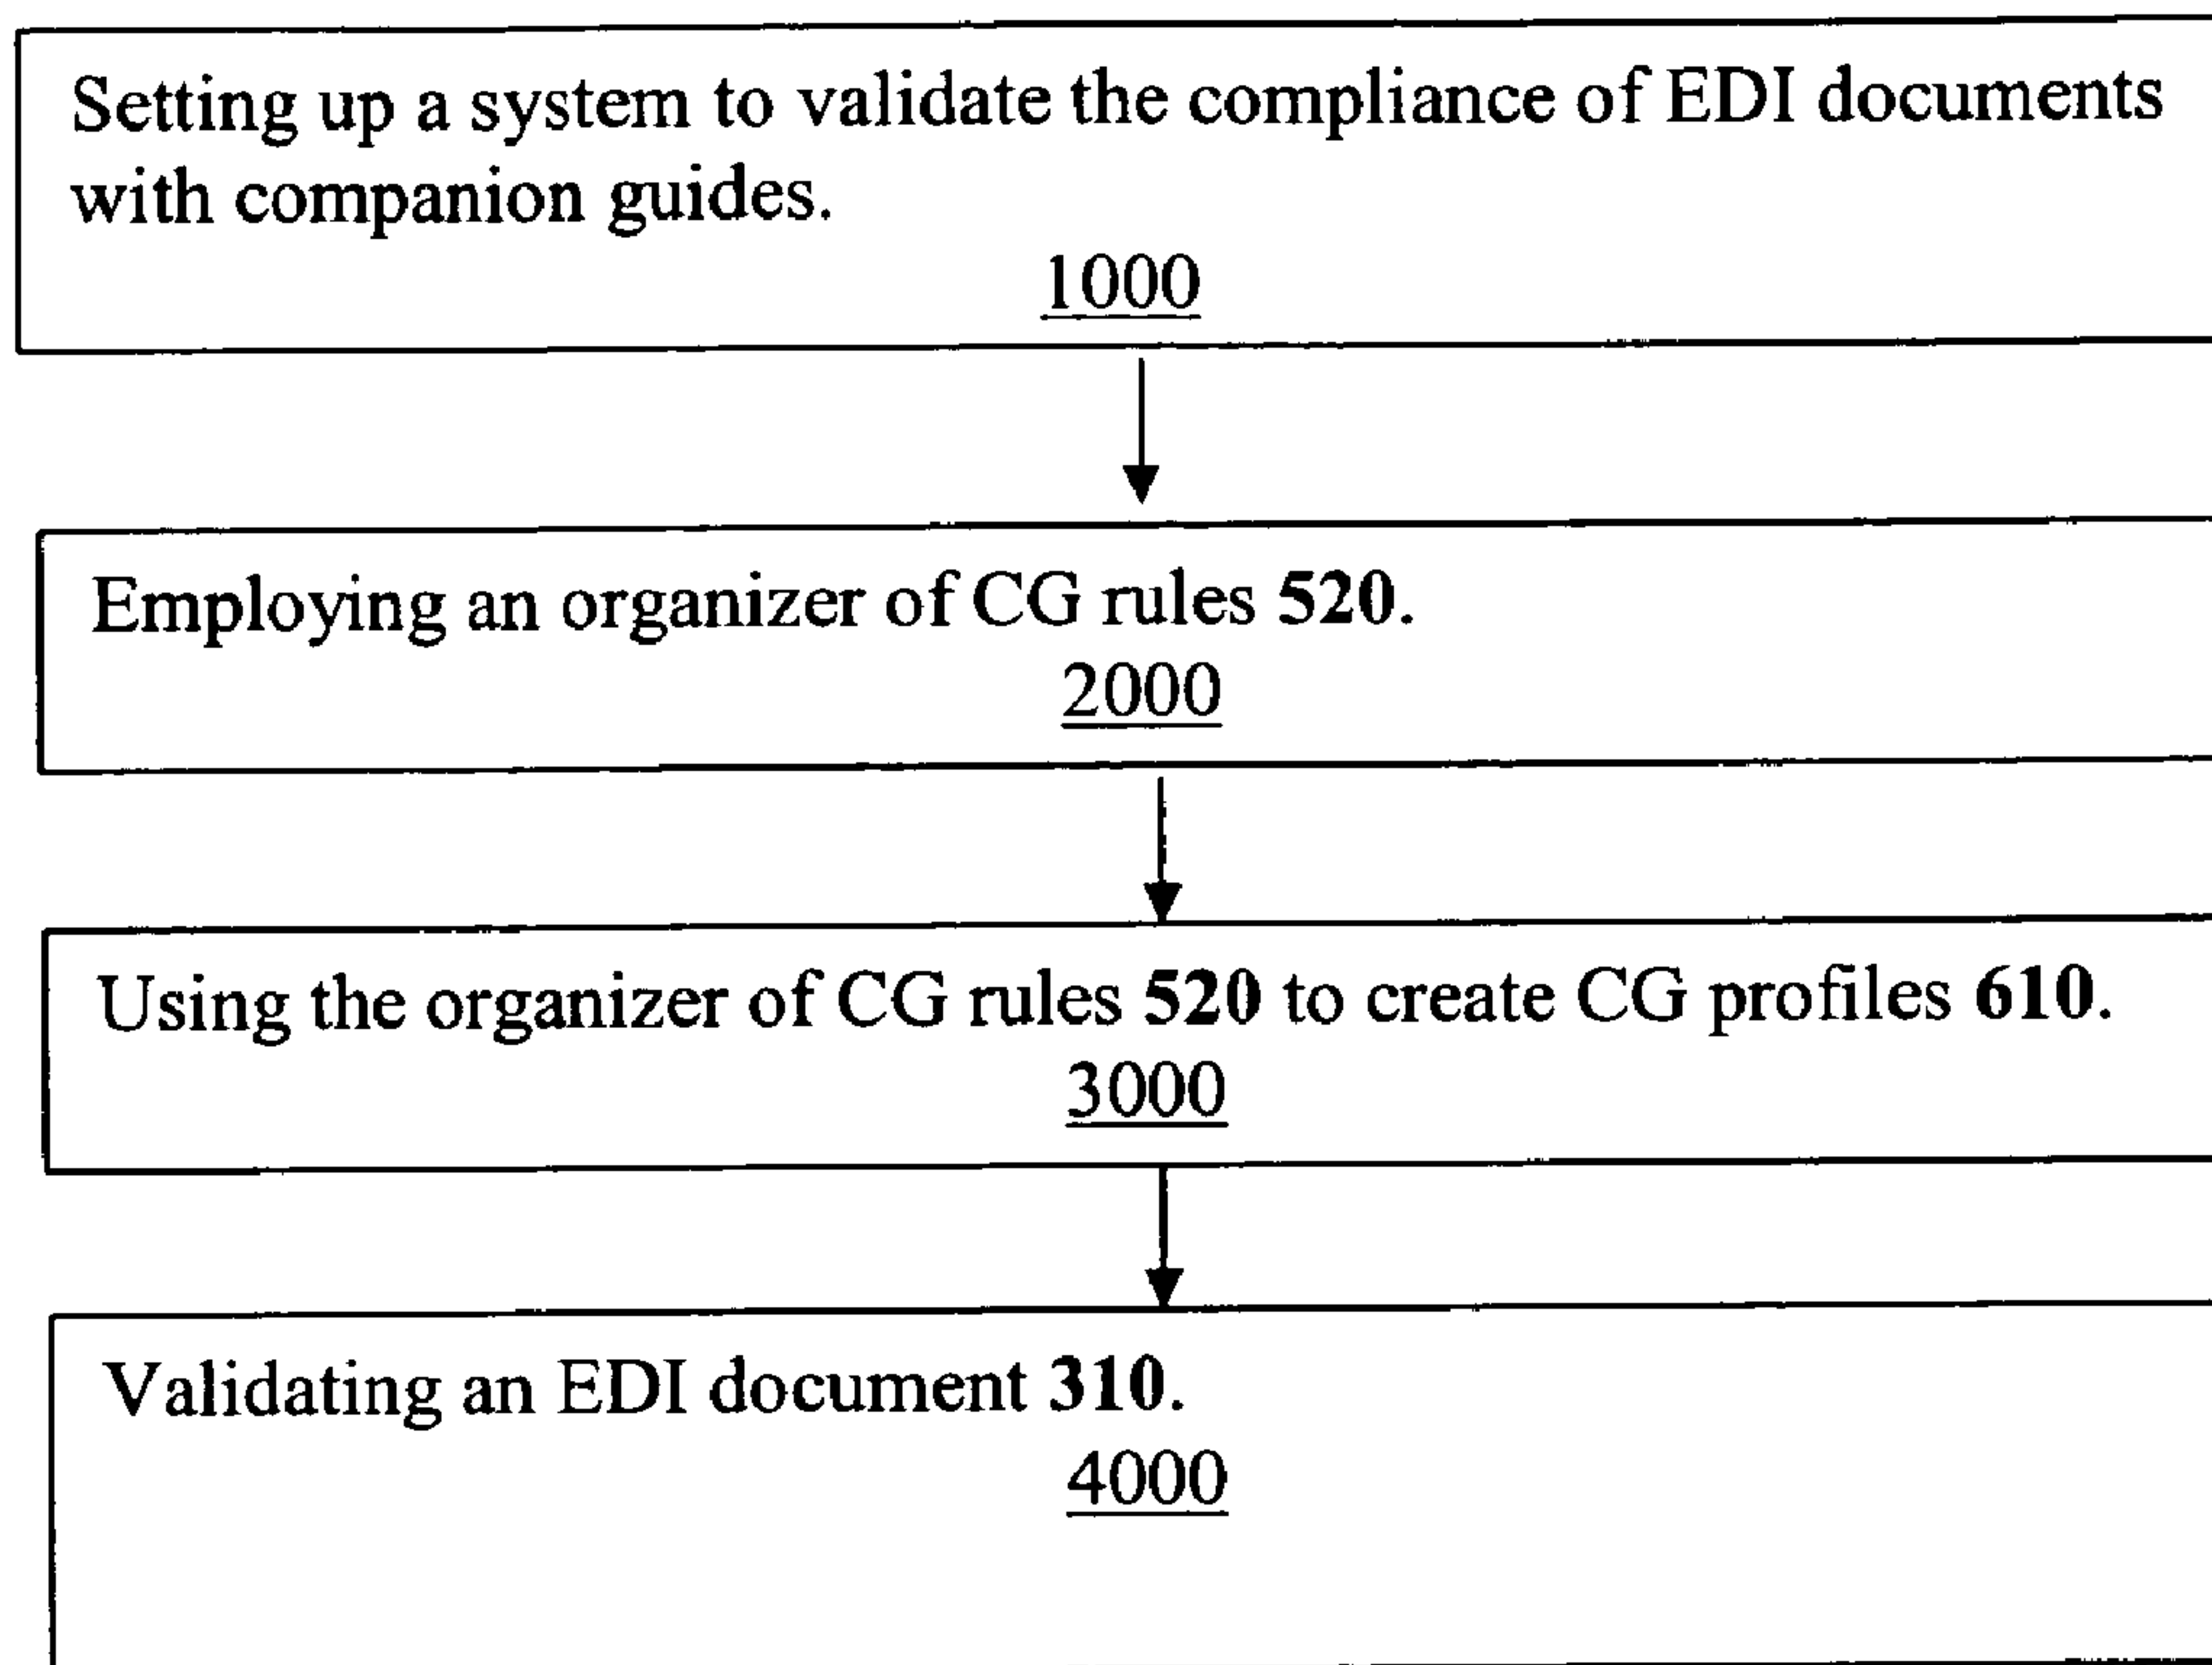 Setting up a system to validate the compliance of EDI documents
with companion guides.
1000
Employing an organizer of CG rules 520.
2000
Using the organizer of CG rules 520 to create CG profiles 610.
3000
Validating an EDI document 310.
4000